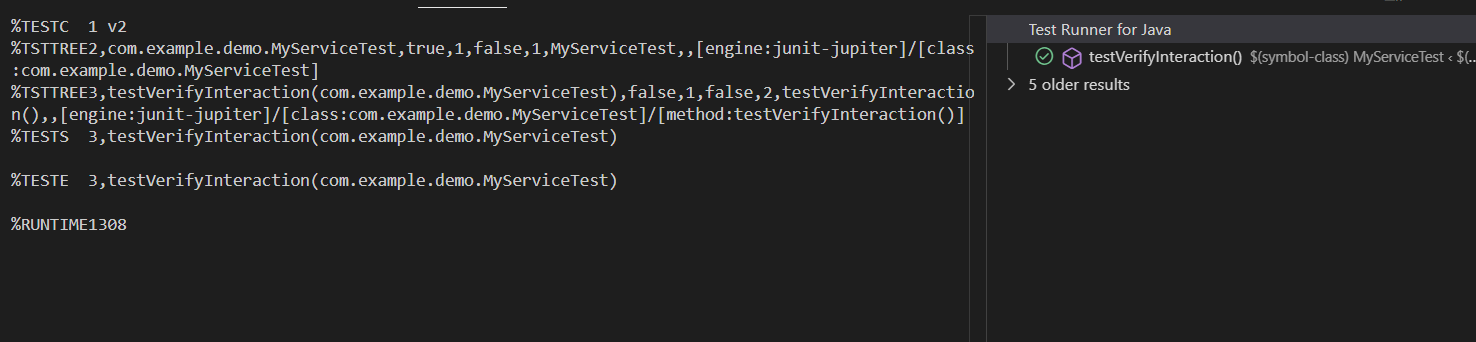 %TESTC  1 v2
%TSTTREE2,com.example.demo.MyServiceTest,true,1,false,1,MyServiceTest,,[engine:junit-jupiter]/[class
:com.example.demo.MyServiceTest]
%TSTTREE3,testVerifyInteraction(com.example.demo.MyServiceTest),false,1,false,2,testVerifyInteractio
n(),,[engine:junit-jupiter]/[class:com.example.demo.MyServiceTest]/[method:testVerifyInteraction()]
%TESTS  3,testVerifyInteraction(com.example.demo.MyServiceTest)
%TESTE  3,testVerifyInteraction(com.example.demo.MyServiceTest)
%RUNTIME1308
Test Runner for Java
testVerifyInteraction() $(symbol-class) MyServiceTest ‹ $(...
5 older results